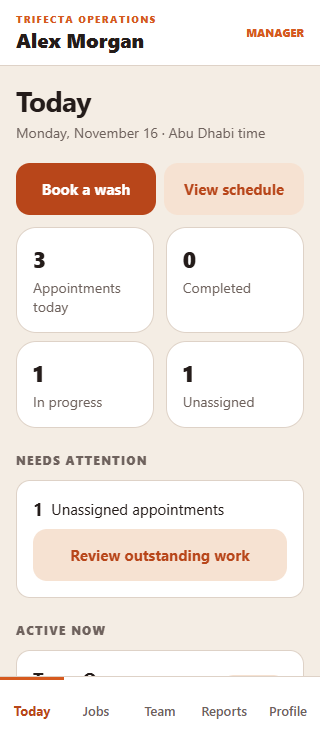 TRIFECTA OPERATIONS
Alex Morgan
MANAGER
Today
Monday, November 16 · Abu Dhabi time
Book a wash
View schedule
3
Appointments
today
0
Completed
1
In progress
1
Unassigned
NEEDS ATTENTION
1 Unassigned appointments
Review outstanding work
ACTIVE NOW
Today
Jobs
Team
Reports
Profile